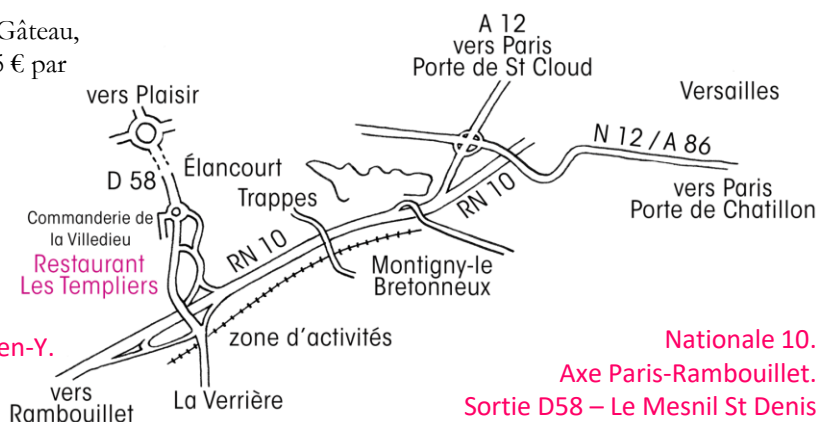 Gâteau,
5 € par
A 12
vers Paris
Porte de St Cloud
vers Plaisir
Versailles
N 12 / A 86
D 58
Élancourt
Trappes
vers Paris
Porte de Chatillon
RN 10
Commanderie de
la Villedieu
Restaurant
Les Templiers
RN 10
Montigny-le
Bretonneux
zone d'activités
en-Y.
Nationale 10.
Axe Paris-Rambouillet.
Sortie D58 – Le Mesnil St Denis
vers
Rambouillet
La Verrière